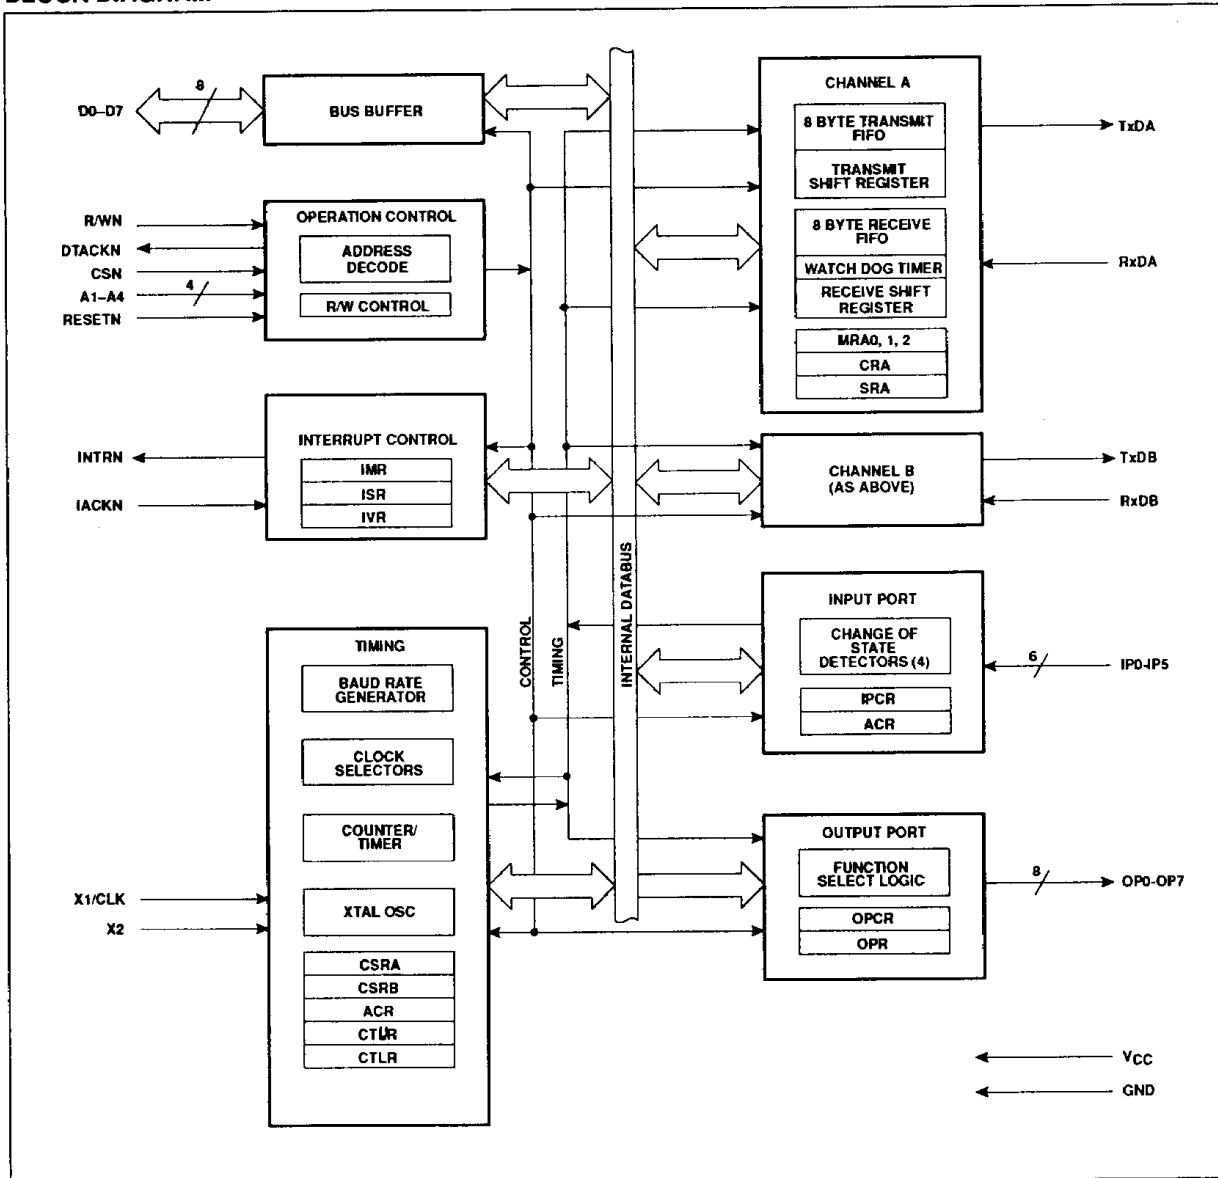 D0–D7
8
BUS BUFFER
R/WN
DTACKN
CSN
A1–A4
4
RESETN
OPERATION CONTROL
ADDRESS
DECODE
R/W CONTROL
INTRN
IACKN
INTERRUPT CONTROL
IMR
ISR
IVR
TIMING
BAUD RATE
GENERATOR
CLOCK
SELECTORS
COUNTER/
TIMER
XTAL OSC
CSRA
CSRB
ACR
CTUR
CTLR
X1/CLK
X2
CONTROL
TIMING
INTERNAL DATABUS
CHANNEL A
8 BYTE TRANSMIT
FIFO
TRANSMIT
SHIFT REGISTER
8 BYTE RECEIVE
FIFO
WATCH DOG TIMER
RECEIVE SHIFT
REGISTER
MRA0, 1, 2
CRA
SRA
TxDA
RxDA
CHANNEL B
(AS ABOVE)
TxDB
RxDB
INPUT PORT
CHANGE OF
STATE
DETECTORS (4)
IPCR
ACR
6
IP0-IP5
OUTPUT PORT
FUNCTION
SELECT LOGIC
OPCR
OPR
8
OP0-OP7
VCC
GND